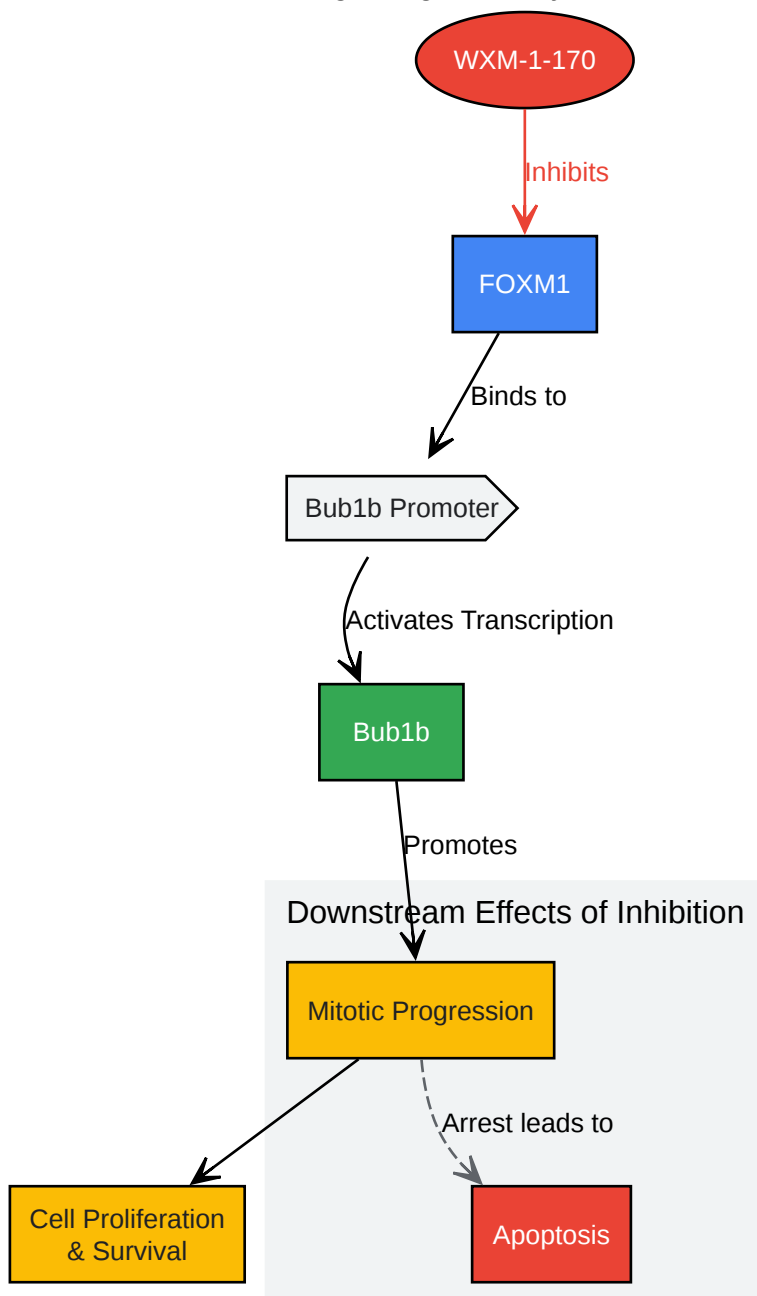 WXM-1-170
Inhibits
FOXM1
Binds to
Bub1b Promoter
Activates Transcription
Bub1b
Promotes
Downstream Effects of Inhibition
Mitotic Progression
Arrest leads to
Cell Proliferation
& Survival
Apoptosis